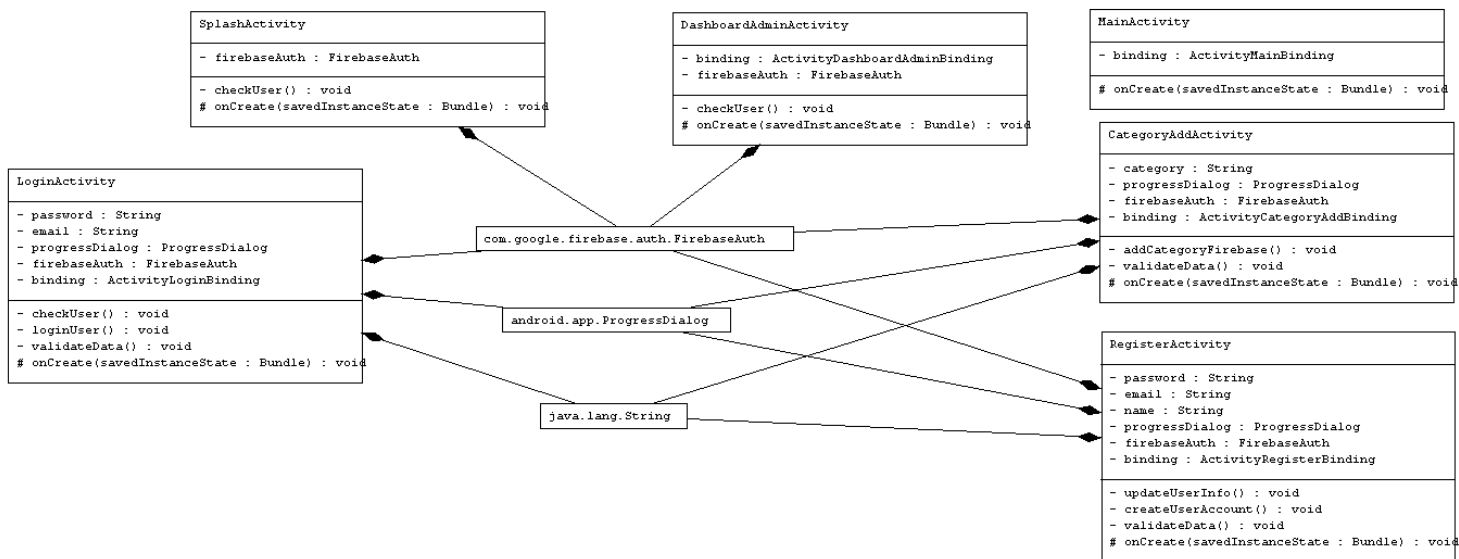 SplashActivity
- firebaseAuth : FirebaseAuth
- checkUser() : void
# onCreate(savedInstanceState : Bundle) : void
DashboardAdminActivity
- binding : ActivityDashboardAdminBinding
- firebaseAuth : FirebaseAuth
- checkUser() : void
# onCreate(savedInstanceState : Bundle) : void
MainActivity
- binding : ActivityMainBinding
# onCreate(savedInstanceState : Bundle) : void
LoginActivity
- password : String
- email : String
- progressDialog : ProgressDialog
- firebaseAuth : FirebaseAuth
- binding : ActivityLoginBinding
- checkUser() : void
- loginUser() : void
- validateData() : void
# onCreate(savedInstanceState : Bundle) : void
com.google.firebase.auth.FirebaseAuth
android.app.ProgressDialog
java.lang.String
CategoryAddActivity
- category : String
- progressDialog : ProgressDialog
- firebaseAuth : FirebaseAuth
- binding : ActivityCategoryAddBinding
- addCategoryFirebase() : void
- validateData() : void
# onCreate(savedInstanceState : Bundle) : void
RegisterActivity
- password : String
- email : String
- name : String
- progressDialog : ProgressDialog
- firebaseAuth : FirebaseAuth
- binding : ActivityRegisterBinding
- updateUserInfo() : void
- createUserAccount() : void
- validateData() : void
# onCreate(savedInstanceState : Bundle) : void